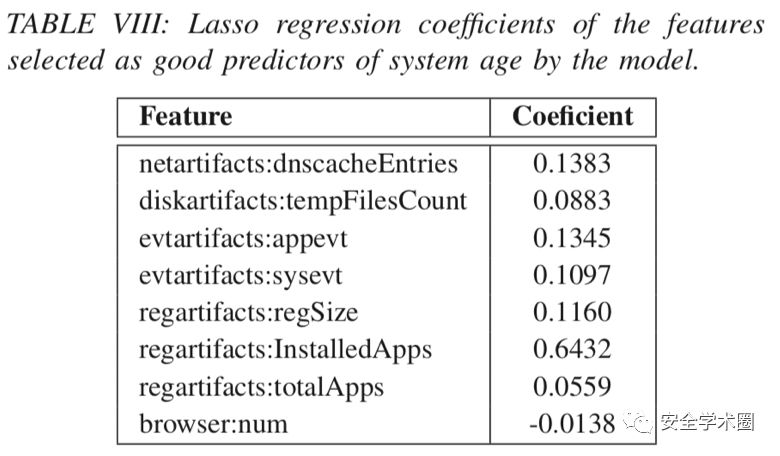 TABLE VIII: Lasso regression coefficients of the features
selected as good predictors of system age by the model.
Feature Coeficient
netartifacts:dnscacheEntries 0.1383
diskartifacts:tempFilesCount 0.0883
evtartifacts:appevt 0.1345
evtartifacts:sysevt 0.1097
regartifacts:regSize 0.1160
regartifacts:InstalledApps 0.6432
regartifacts:totalApps 0.0559
browser:num -0.0138
安全学术圈